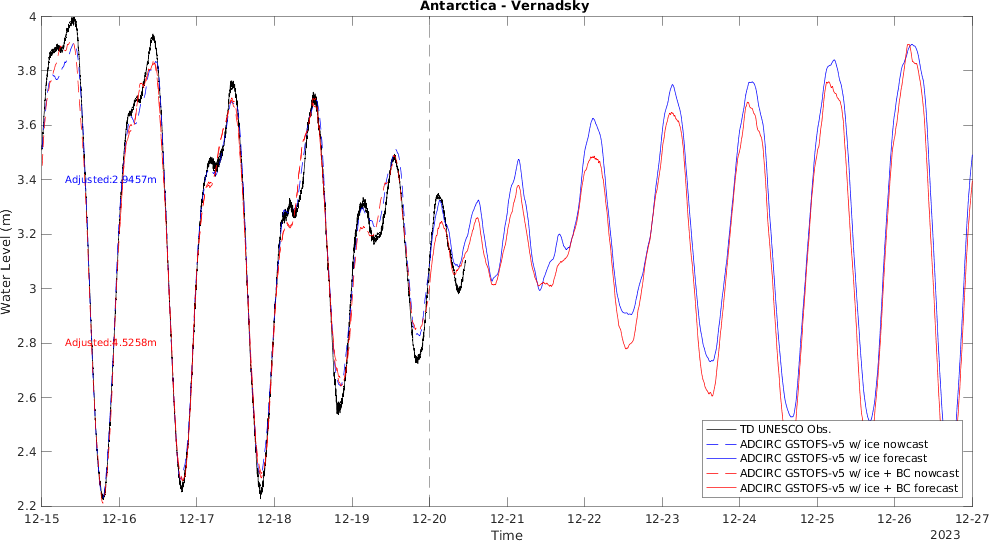 Antarctica - Vernadsky
4
3.8
3.6
3.4
3.2
3
2.8
2.6
2.4
2.2
Water Level (m)
Adjusted:2.9457m
Adjusted:4.5258m
TD UNESCO Obs.
ADCIRC GSTOFS-v5 w/ ice nowcast
ADCIRC GSTOFS-v5 w/ ice forecast
ADCIRC GSTOFS-v5 w/ ice + BC nowcast
ADCIRC GSTOFS-v5 w/ ice + BC forecast
12-15 12-16 12-17 12-18 12-19 12-20 12-21 12-22 12-23 12-24 12-25 12-26 12-27
Time
2023